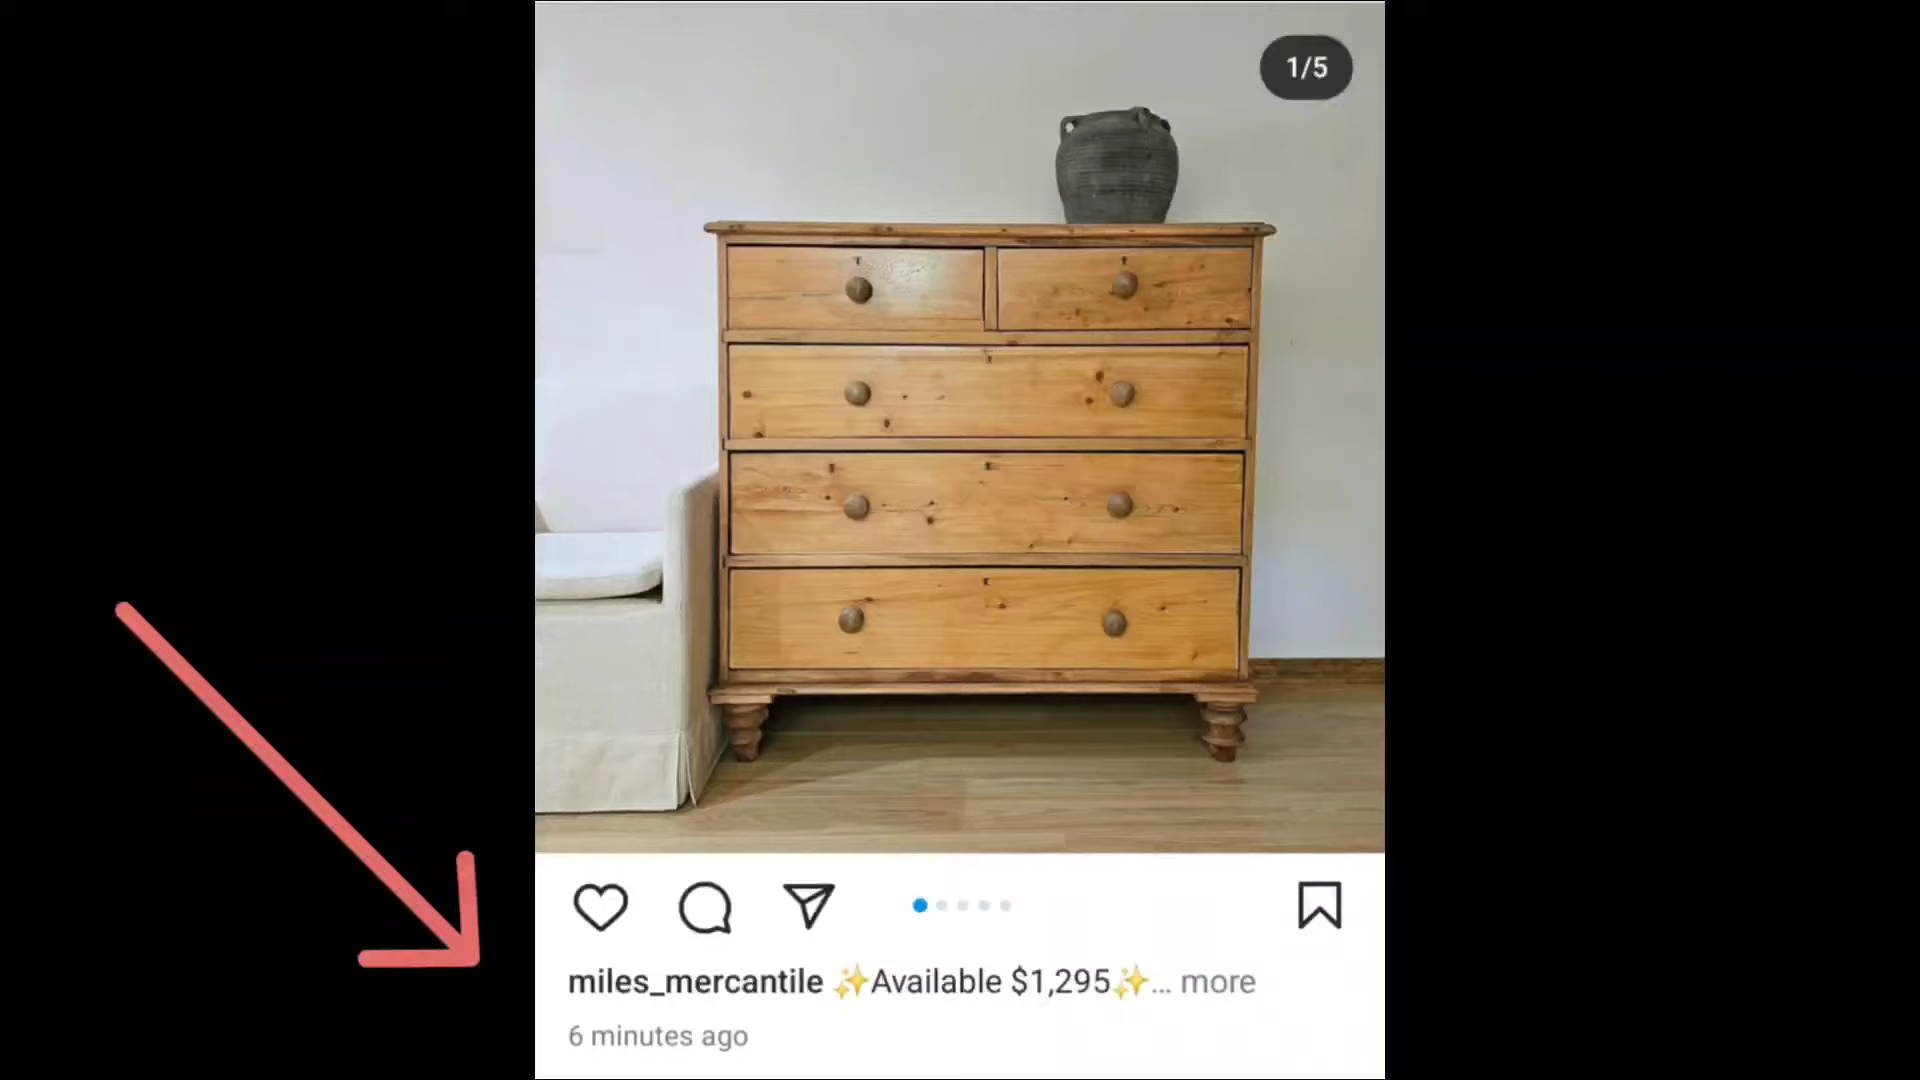 1/5
miles_mercantile ✨Available $1,295✨... more
6 minutes ago